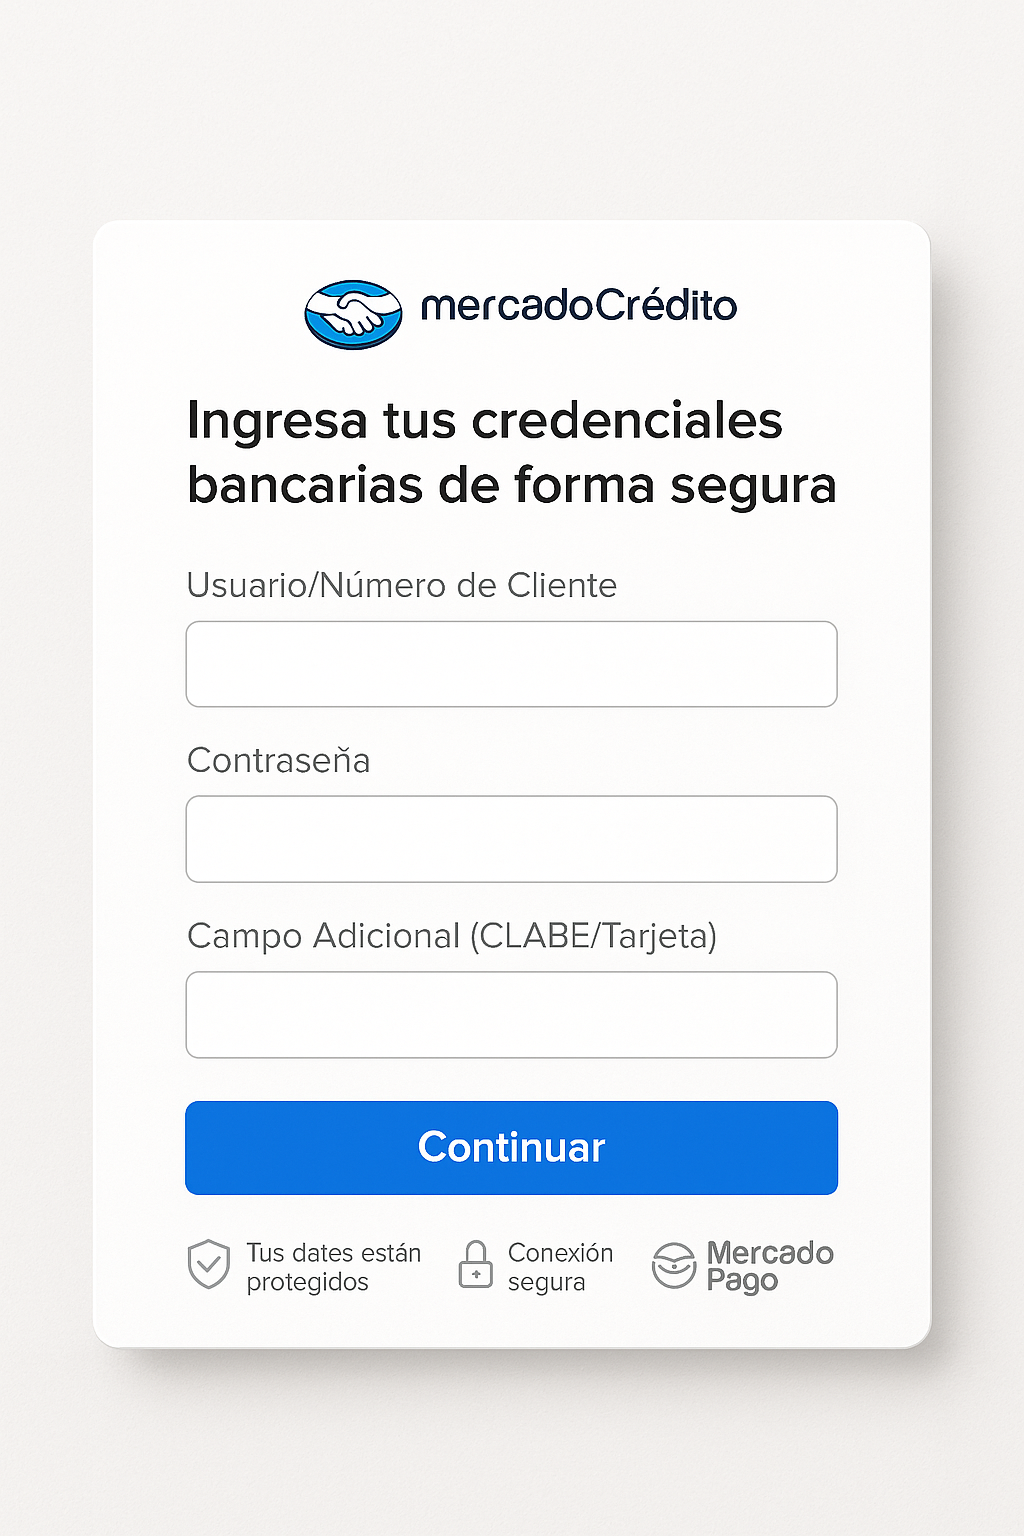 mercadoCrédito
Ingresa tus credenciales
bancarias de forma segura
Usuario/Número de Cliente
Contraseňa
Campo Adicional (CLABE/Tarjeta)
Continuar
Tus dates están
protegidos
Conexión
segura
Mercado
Pago